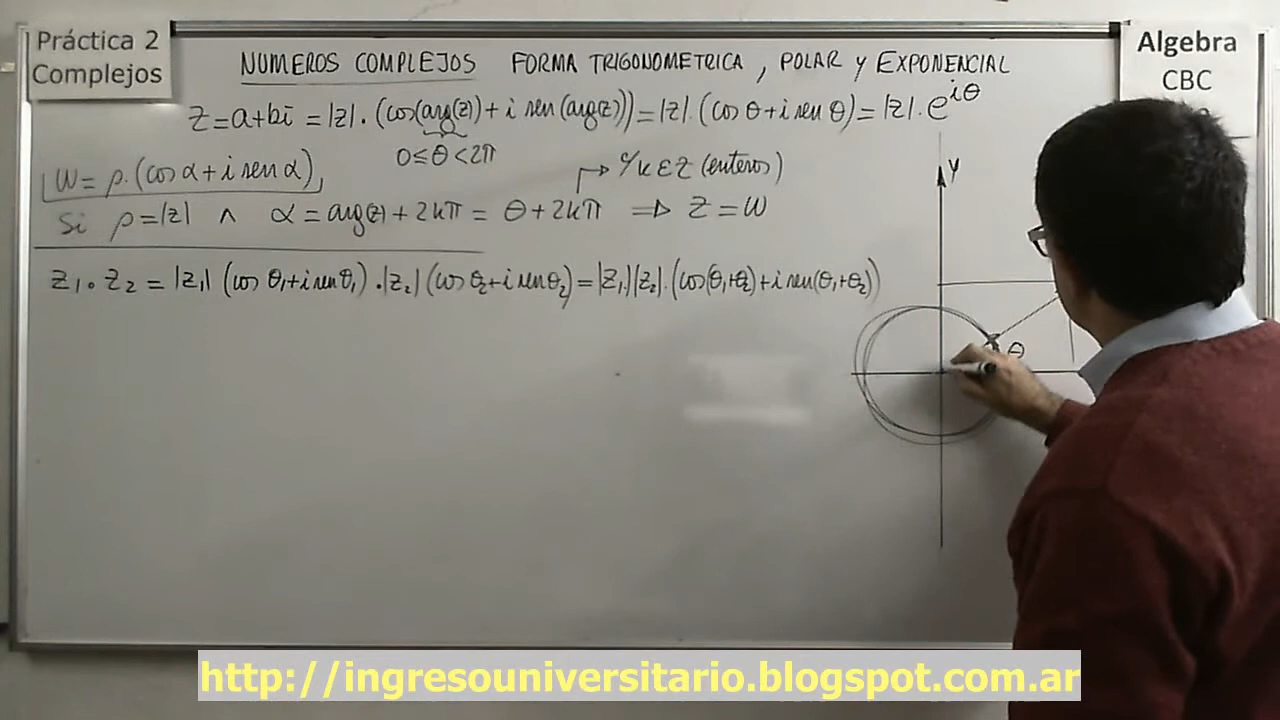 Práctica 2
Complejos
Algebra
CBC
NUMEROS COMPLEJOS FORMA TRIGONOMETRICA, POLAR y EXPONENCIAL
z=a+bi = |z|.(cos(arg(z))+i sen(arg(z)))=|z|.(cos θ+i sen θ)=|z|.e^{iθ}
0≤θ<2π
W=ρ.(cos α+i sen α),
c/k∈Z (enteros)
Si ρ=|z| ∧ α=arg(z)+2kπ = θ+2kπ ⇒ z=w
z₁.z₂ = |z₁| (cos θ₁+i sen θ₁).|z₂|(cos θ₂+i sen θ₂)=|z₁||z₂|.(cos(θ₁+θ₂)+i sen(θ₁+θ₂))
y
θ
http://ingresouniversitario.blogspot.com.ar